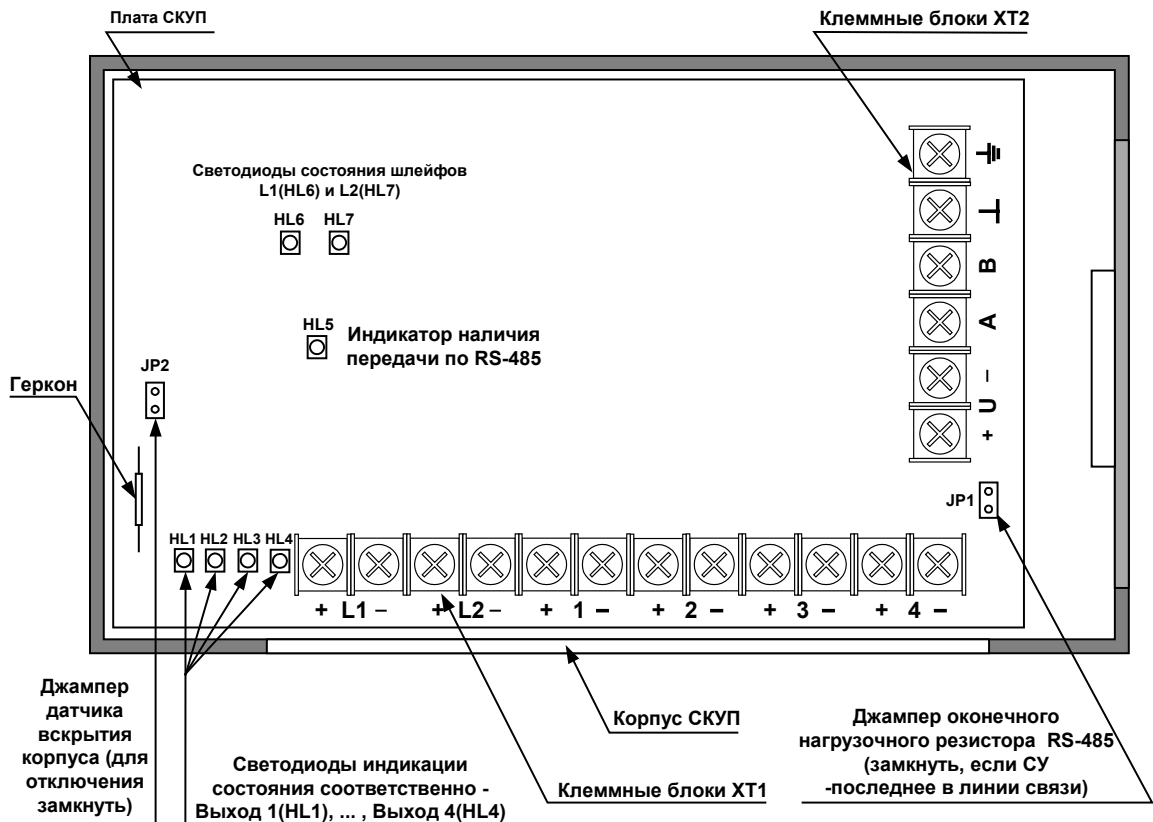 Плата СКУП
Клеммные блоки XT2
Светодиоды состояния шлейфов
L1(HL6) и L2(HL7)
HL6 HL7
B
HL5
Индикатор наличия
передачи по RS-485
A
JP2
Геркон
–
U
+
JP1
HL1 HL2 HL3 HL4
+ L1 – + L2 – + 1 – + 2 – + 3 – + 4 –
Джампер
датчика
вскрытия
корпуса (для
отключения
замкнуть)
Светодиоды индикации
состояния соответственно -
Выход 1(HL1), ... , Выход 4(HL4)
Корпус СКУП
Клеммные блоки XT1
Джампер оконечного
нагрузочного резистора RS-485
(замкнуть, если СУ
-последнее в линии связи)